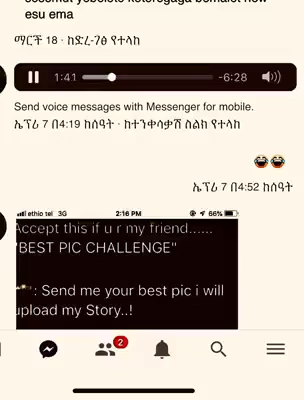 esu ema
ማርች 18 · ከድረ-ገፅ የተላከ
1:41
-6:28
Send voice messages with Messenger for mobile.
ኤፕሪ 7 በ4:19 ከሰዓት · ከተንቀሳቃሽ ስልክ የተላከ
ኤፕሪ 7 በ4:52 ከሰዓት
ethio tel 3G 2:16 PM 66%
Accept this if u r my friend......
"BEST PIC CHALLENGE"
: Send me your best pic i will
upload my Story..!
2